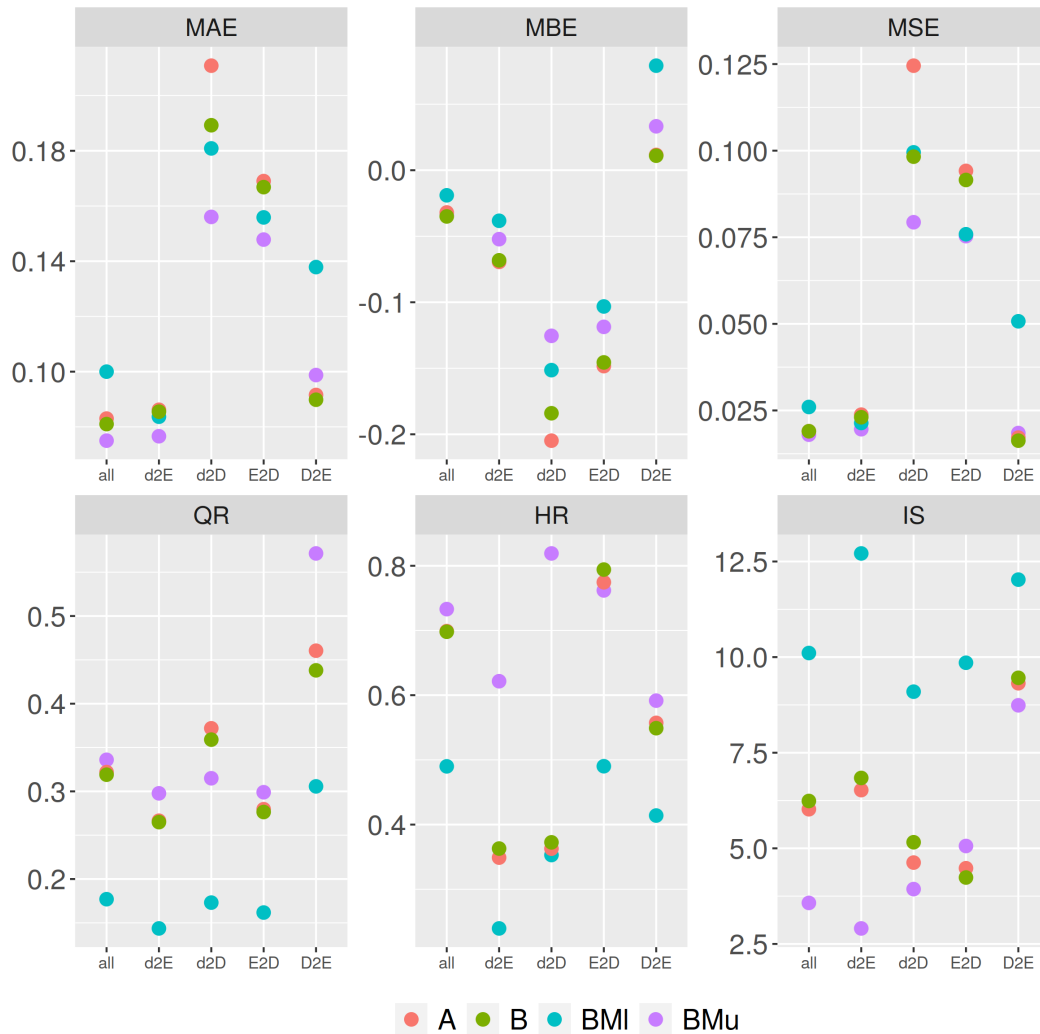 MAE MBE MSE
0.18
0.14
0.10
0.0
-0.1
-0.2
0.125
0.100
0.075
0.050
0.025
all d2E d2D E2D D2E
all d2E d2D E2D D2E
all d2E d2D E2D D2E
QR HR IS
0.5
0.4
0.3
0.2
0.8
0.6
0.4
12.5
10.0
7.5
5.0
2.5
all d2E d2D E2D D2E
all d2E d2D E2D D2E
all d2E d2D E2D D2E
A B BMl BMu